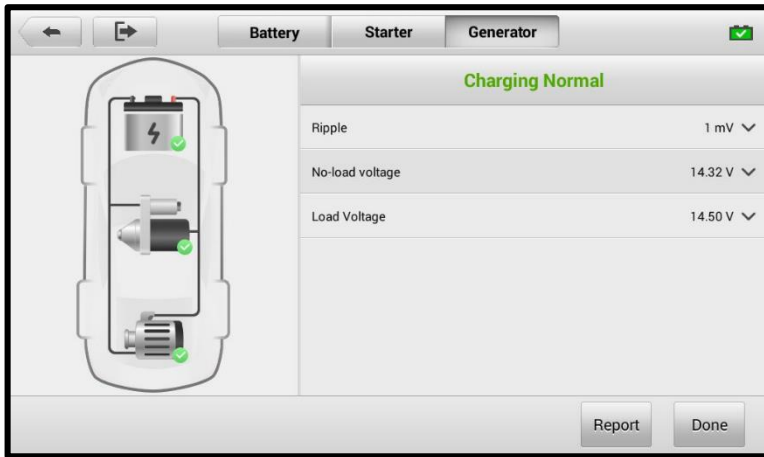 Battery
Starter
Generator
Charging Normal
Ripple 1 mV
No-load voltage 14.32 V
Load Voltage 14.50 V
Report
Done